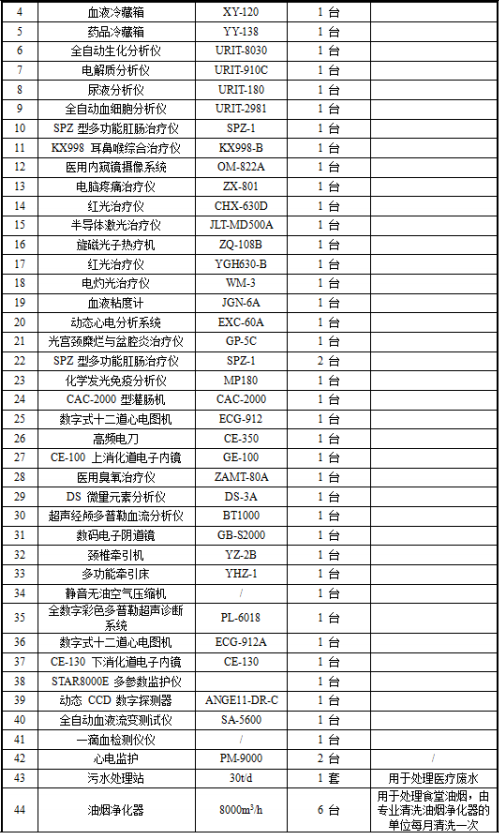 4 血液冷藏箱 XY-120 1 台
5 药品冷藏箱 YY-138 1 台
6 全自动生化分析仪 URIT-8030 1 台
7 电解质分析仪 URIT-910C 1 台
8 尿液分析仪 URIT-180 1 台
9 全自动血细胞分析仪 URIT-2981 1 台
10 SPZ 型多功能肛肠治疗仪 SPZ-1 1 台
11 KX998 耳鼻喉综合治疗仪 KX998-B 1 台
12 医用内窥镜摄像系统 OM-822A 1 台
13 电脑疼痛治疗仪 ZX-801 1 台
14 红光治疗仪 CHX-630D 1 台
15 半导体激光治疗仪 JLT-MD500A 1 台
16 旋磁光子热疗机 ZQ-108B 1 台
17 红光治疗仪 YGH630-B 1 台
18 电灼光治疗仪 WM-3 1 台
19 血液粘度计 JGN-6A 1 台
20 动态心电分析系统 EXC-60A 1 台
21 光宫颈糜烂与盆腔炎治疗仪 GP-5C 1 台
22 SPZ 型多功能肛肠治疗仪 SPZ-1 2 台
23 化学发光免疫分析仪 MP180 1 台
24 CAC-2000 型灌肠机 CAC-2000 1 台
25 数字式十二道心电图机 ECG-912 1 台
26 高频电刀 CE-350 1 台
27 CE-100 上消化道电子内镜 GE-100 1 台
28 医用臭氧治疗仪 ZAMT-80A 1 台
29 DS 微量元素分析仪 DS-3A 1 台
30 超声经颅多普勒血流分析仪 BT1000 1 台
31 数码电子阴道镜 GB-S2000 1 台
32 颈椎牵引机 YZ-2B 1 台
33 多功能牵引床 YHZ-1 1 台
34 静音无油空气压缩机 / 1 台
35 全数字彩色多普勒超声诊断
系统 PL-6018 1 台
36 数字式十二道心电图机 ECG-912A 1 台
37 CE-130 下消化道电子内镜 CE-130 1 台
38 STAR8000E 多参数监护仪 1 台
39 动态 CCD 数字探测器 ANGE11-DR-C 1 台
40 全自动血液流变测试仪 SA-5600 1 台
41 一滴血检测仪仪 / 1 台
42 心电监护 PM-9000 2 台 /
43 污水处理站 30t/d 1 套 用于处理医疗废水
44 油烟净化器 8000m³/h 6 台 用于处理食堂油烟，由
专业清洗油烟净化器的
单位每月清洗一次